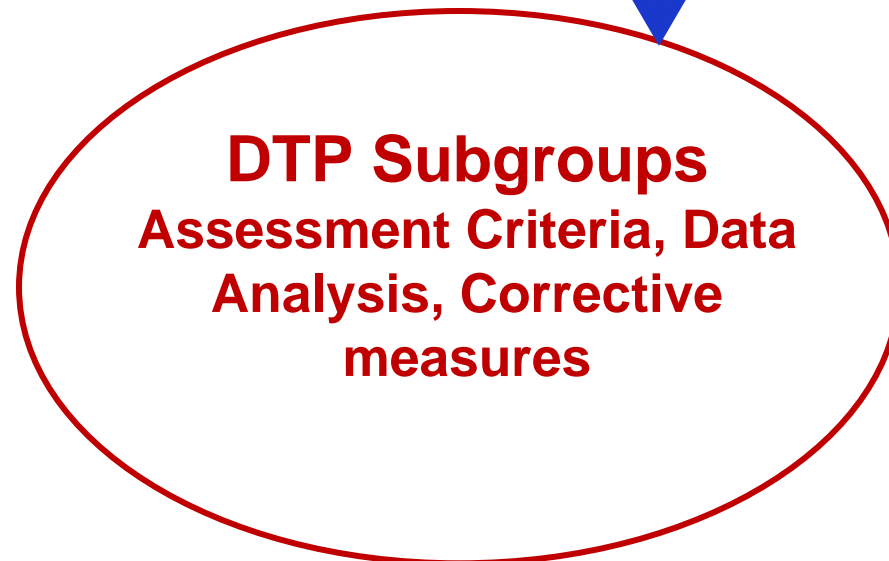 DTP Subgroups
Assessment Criteria, Data
Analysis, Corrective
measures